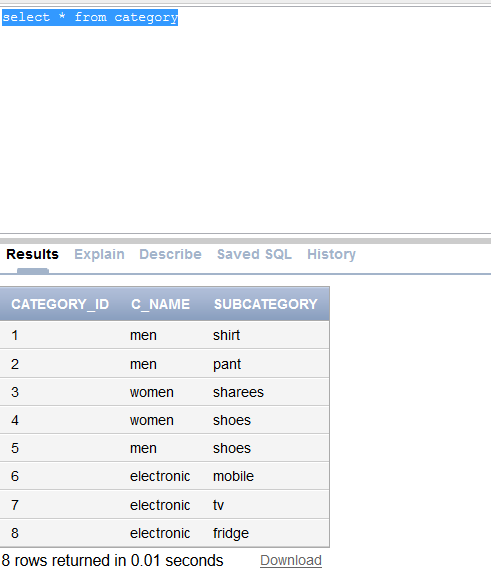 select * from category
Results Explain Describe Saved SQL History
CATEGORY_ID C_NAME SUBCATEGORY
1 men shirt
2 men pant
3 women sharees
4 women shoes
5 men shoes
6 electronic mobile
7 electronic tv
8 electronic fridge
8 rows returned in 0.01 seconds Download